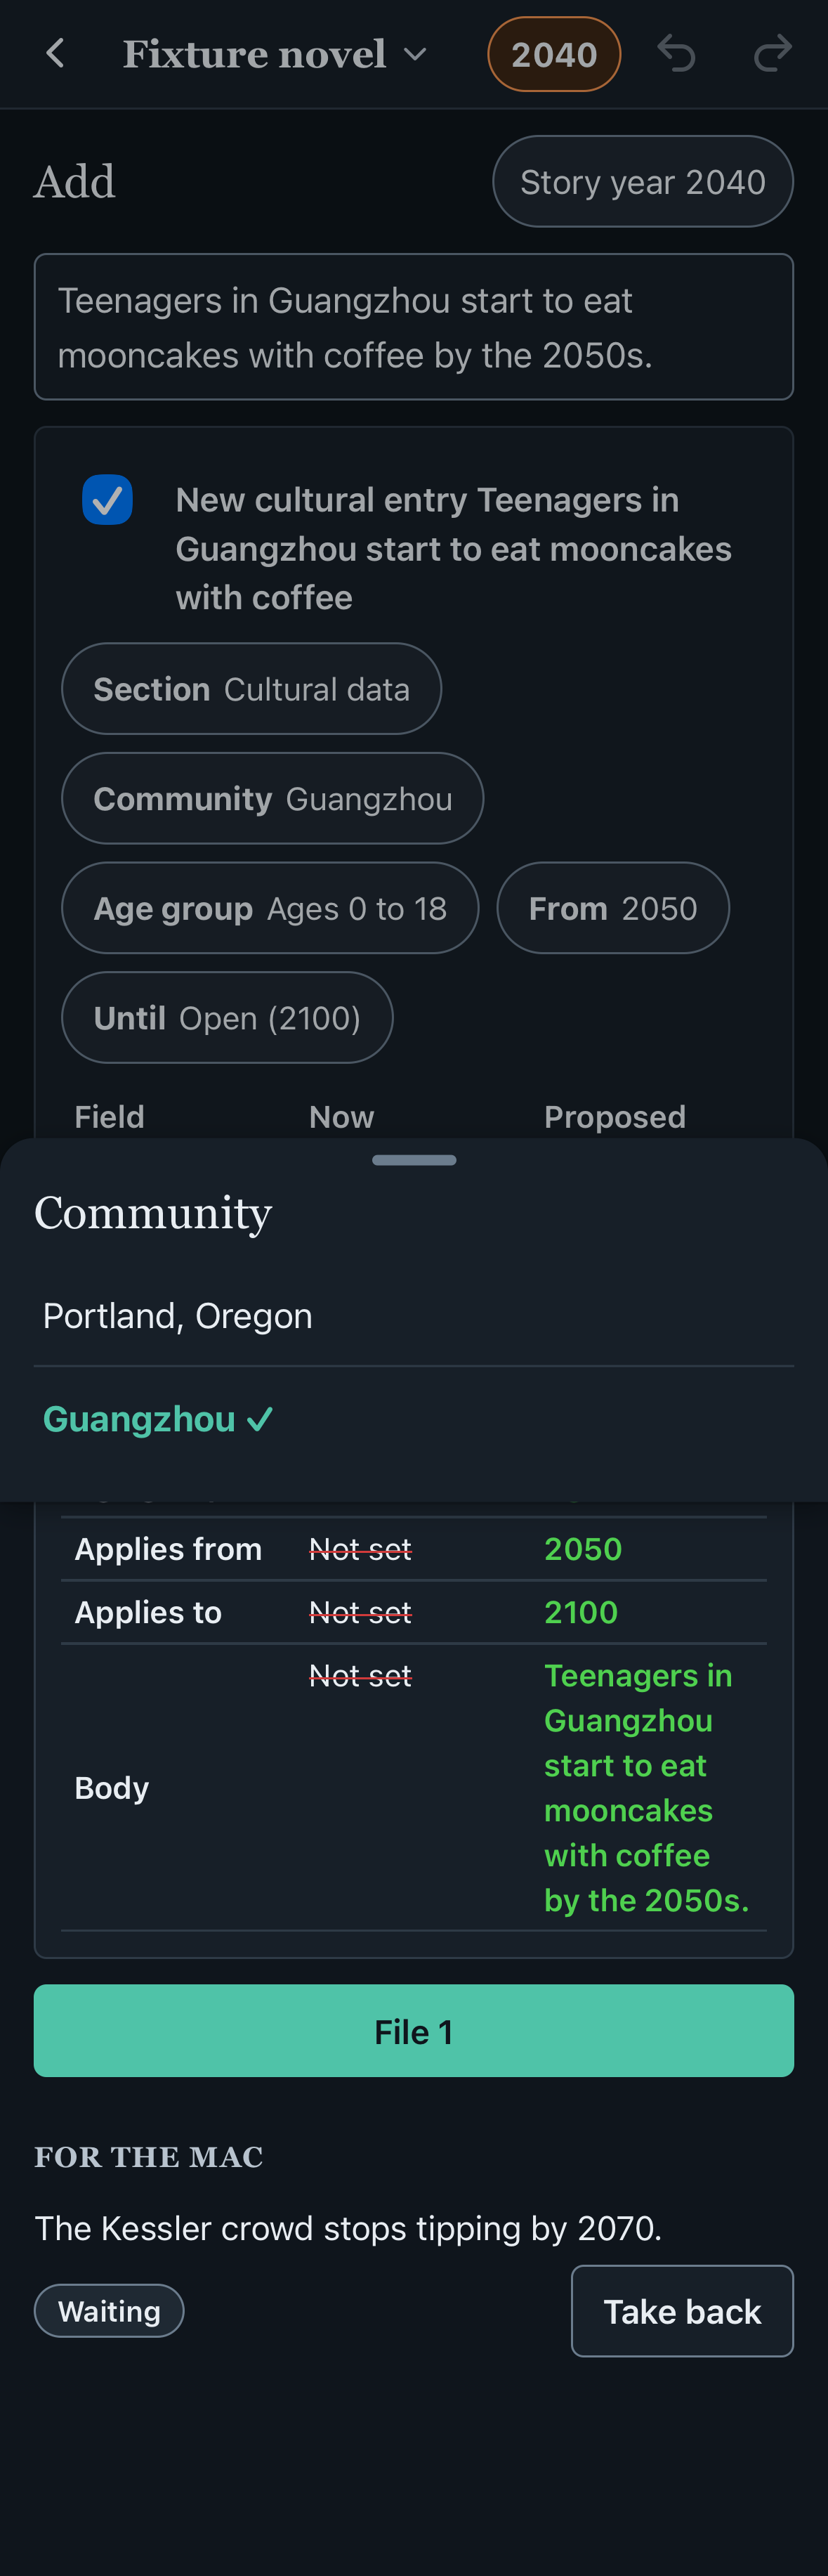 Fixture novel
2040
Add
Story year 2040
Teenagers in Guangzhou start to eat
mooncakes with coffee by the 2050s.
New cultural entry Teenagers in
Guangzhou start to eat mooncakes
with coffee
Section Cultural data
Community Guangzhou
Age group Ages 0 to 18
From 2050
Until Open (2100)
Field Now Proposed
Community
Portland, Oregon
Guangzhou ✓
Applies from Not set 2050
Applies to Not set 2100
Body Not set Teenagers in
Guangzhou
start to eat
mooncakes
with coffee
by the 2050s.
File 1
FOR THE MAC
The Kessler crowd stops tipping by 2070.
Waiting
Take back